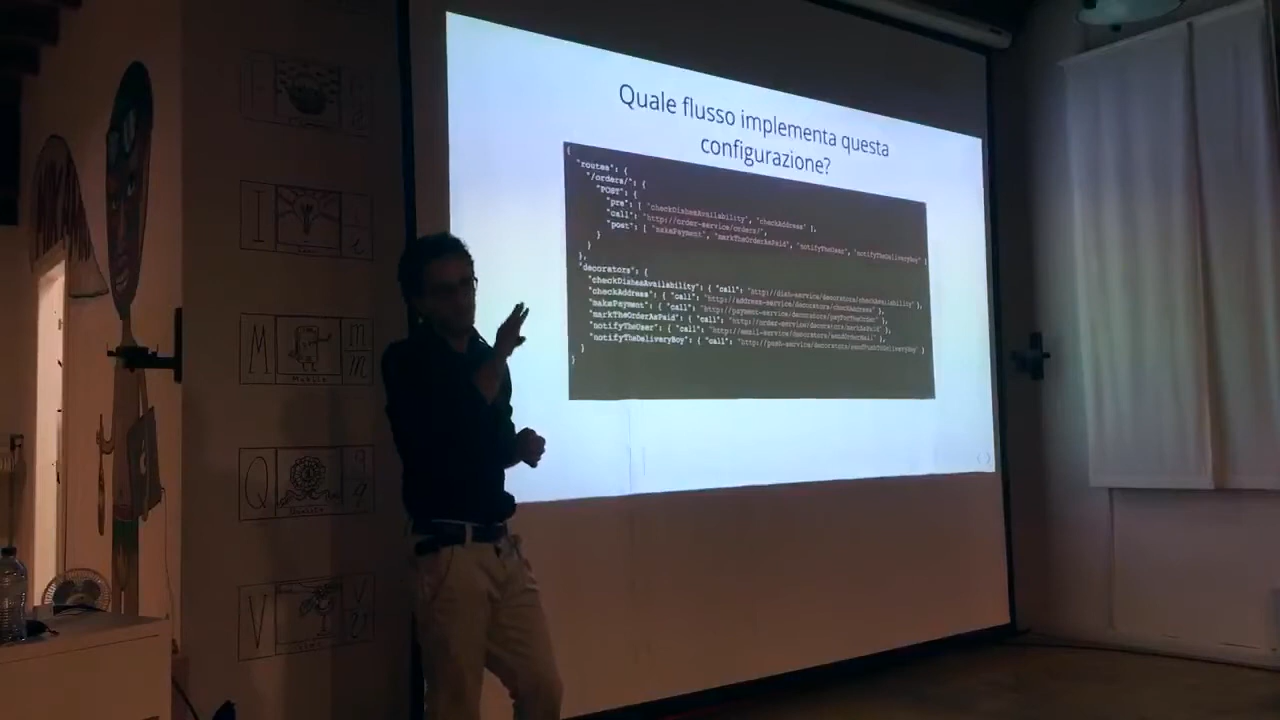 Quale flusso implementa questa
configurazione?
{
"routes": {
"/orders/": {
"POST": {
"pre": [ "checkDishesAvailability", "checkAddress" ],
"call": "http://order-service/orders/",
"post": [ "makePayment", "markTheOrderAsPaid", "notifyTheUser", "notifyTheDeliveryBoy" ]
}
}
},
"decorators": {
"checkDishesAvailability": { "call": "http://dish-service/decorators/checkAvailability" },
"checkAddress": { "call": "http://address-service/decorators/checkAddress" },
"makePayment": { "call": "http://payment-service/decorators/payForTheOrder" },
"markTheOrderAsPaid": { "call": "http://order-service/decorators/markAsPaid" },
"notifyTheUser": { "call": "http://email-service/decorators/sendOrderMail" },
"notifyTheDeliveryBoy": { "call": "http://push-service/decorators/sendPushToDeliveryBoy" }
}
}
I
M
m
m
Q
q
q
V
v
v